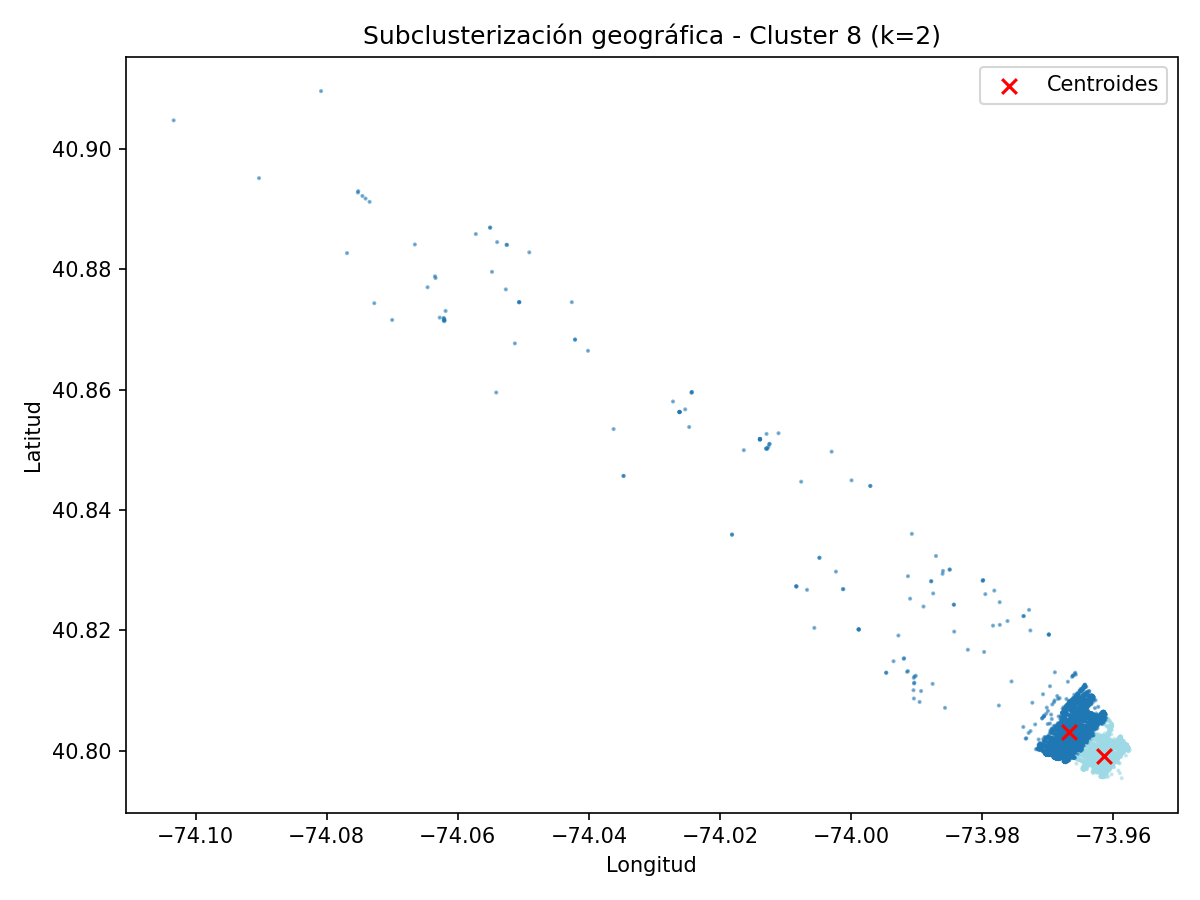 Subclusterización geográfica - Cluster 8 (k=2)
Centroides
Latitud
40.90
40.88
40.86
40.84
40.82
40.80
−74.10 −74.08 −74.06 −74.04 −74.02 −74.00 −73.98 −73.96
Longitud